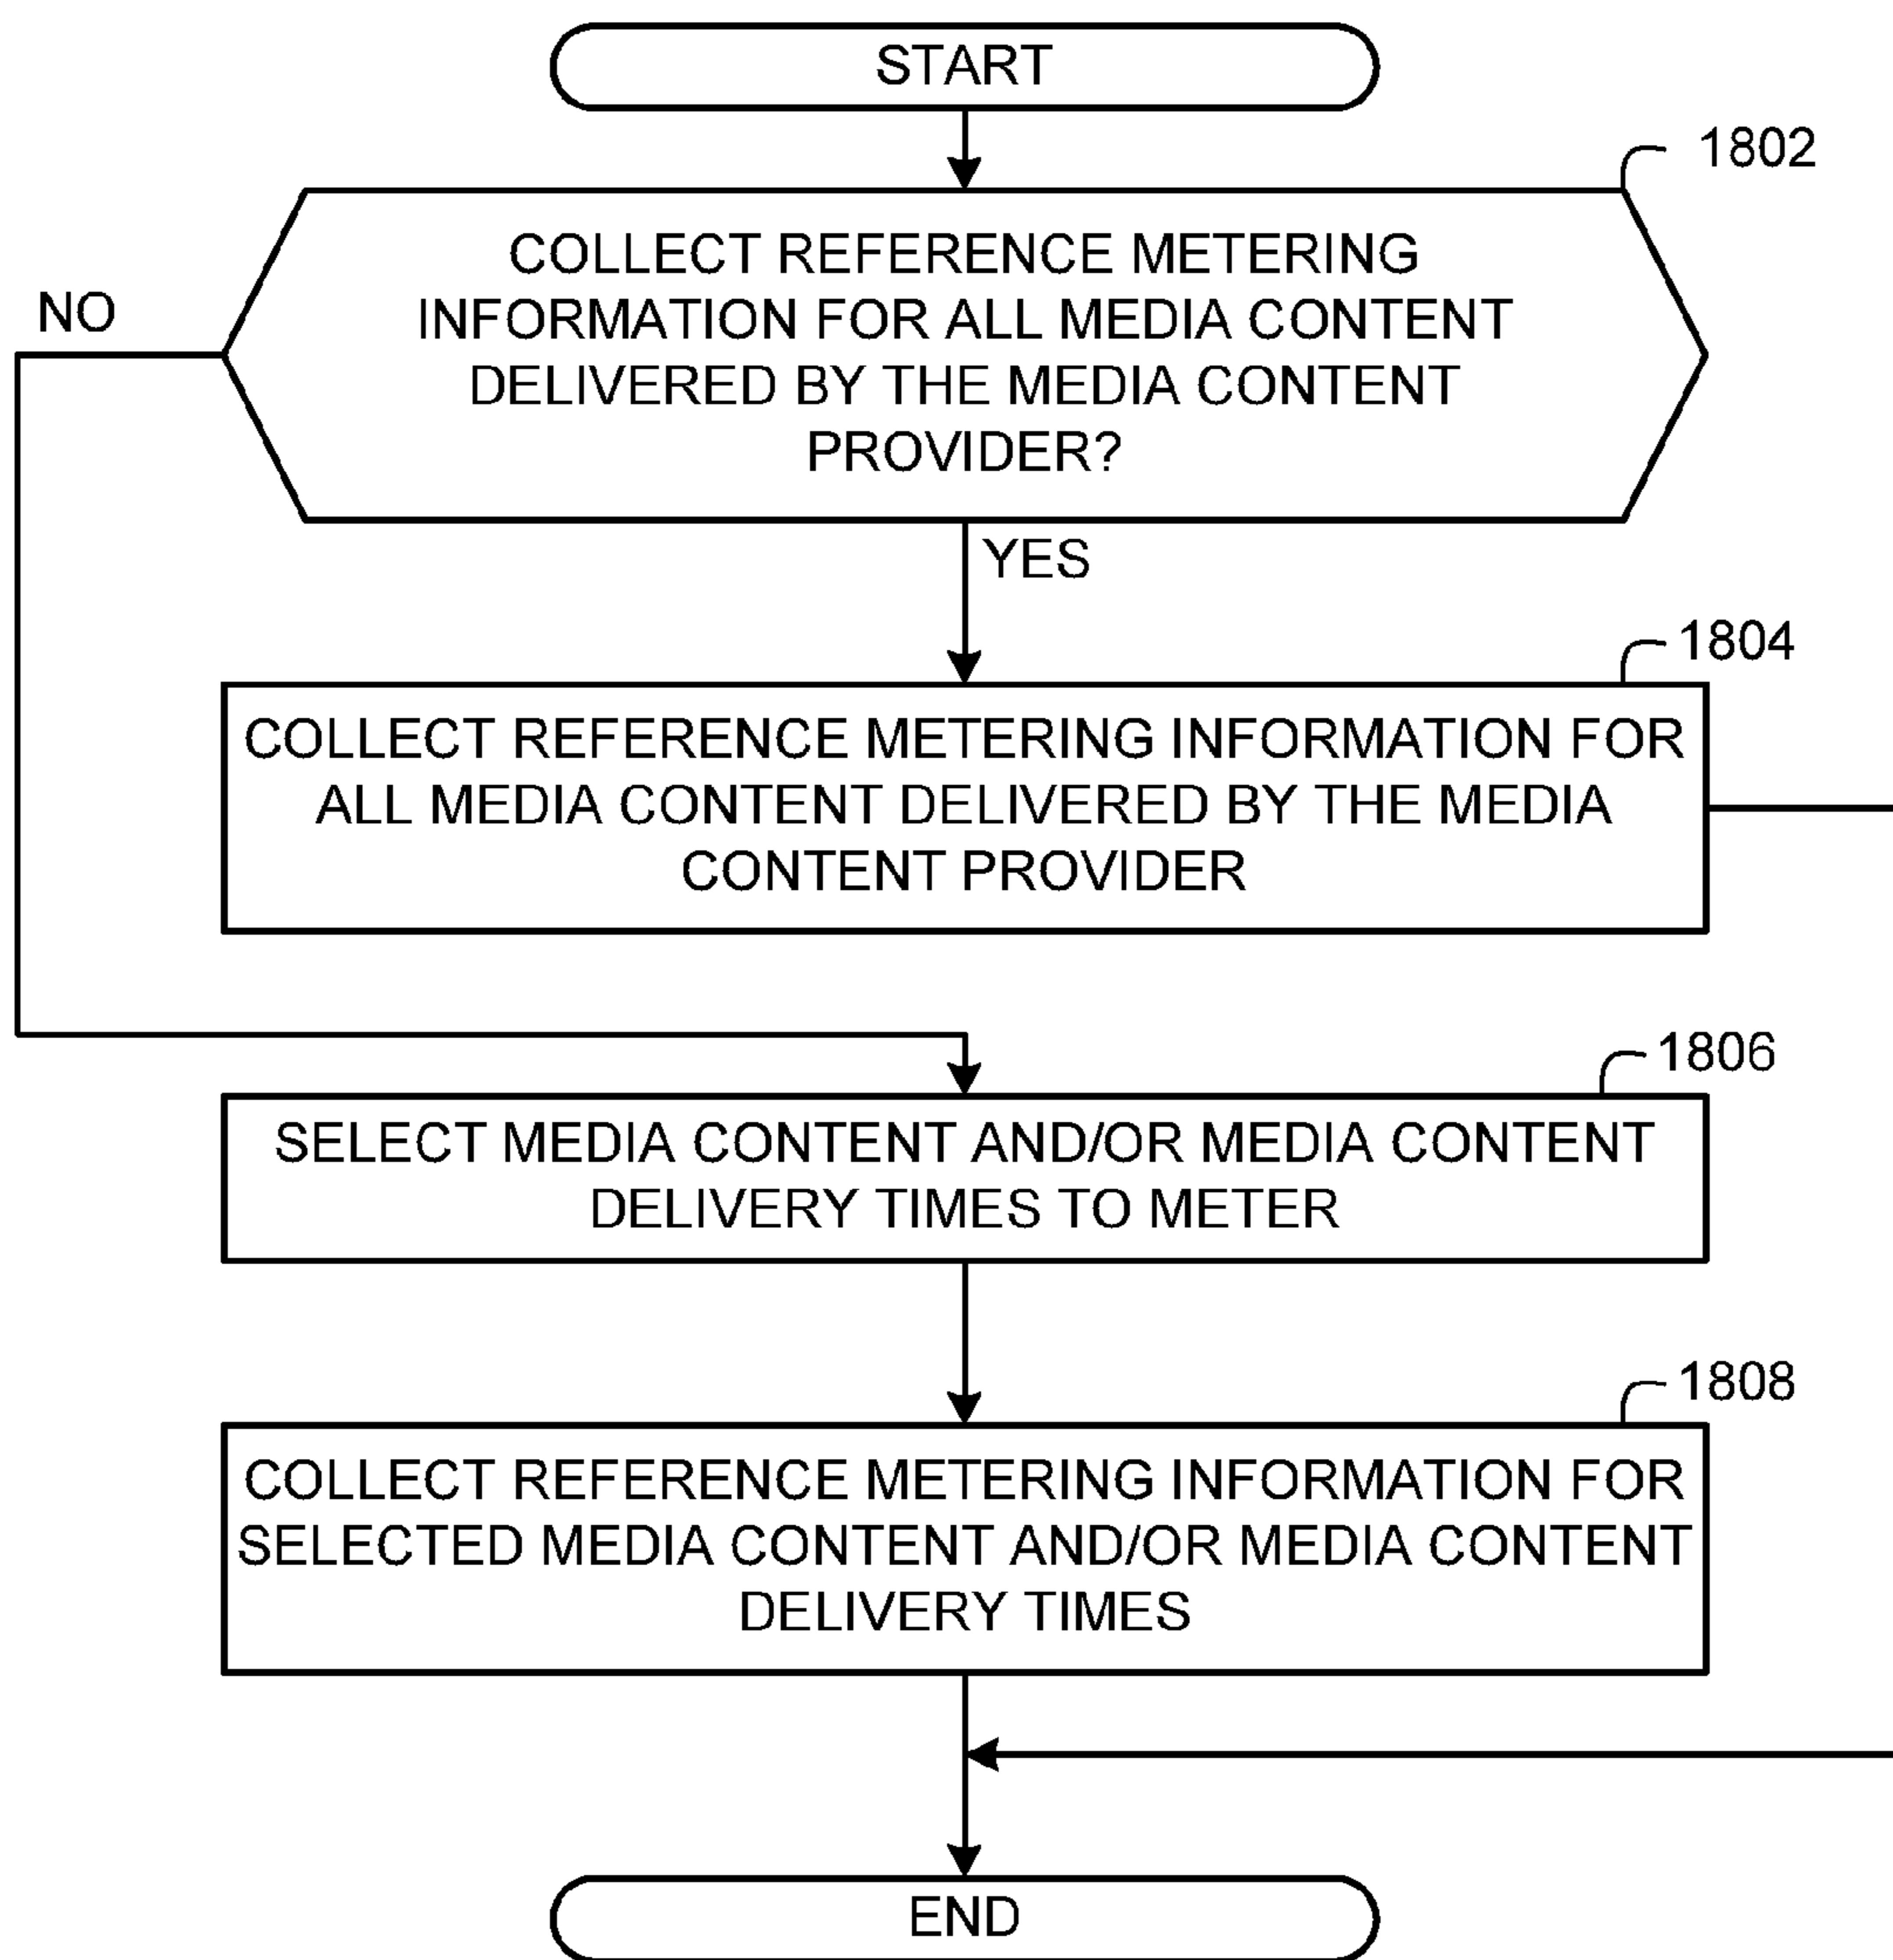 START
1802
COLLECT REFERENCE METERING
INFORMATION FOR ALL MEDIA CONTENT
DELIVERED BY THE MEDIA CONTENT
PROVIDER?
NO
YES
1804
COLLECT REFERENCE METERING INFORMATION FOR
ALL MEDIA CONTENT DELIVERED BY THE MEDIA
CONTENT PROVIDER
1806
SELECT MEDIA CONTENT AND/OR MEDIA CONTENT
DELIVERY TIMES TO METER
1808
COLLECT REFERENCE METERING INFORMATION FOR
SELECTED MEDIA CONTENT AND/OR MEDIA CONTENT
DELIVERY TIMES
END